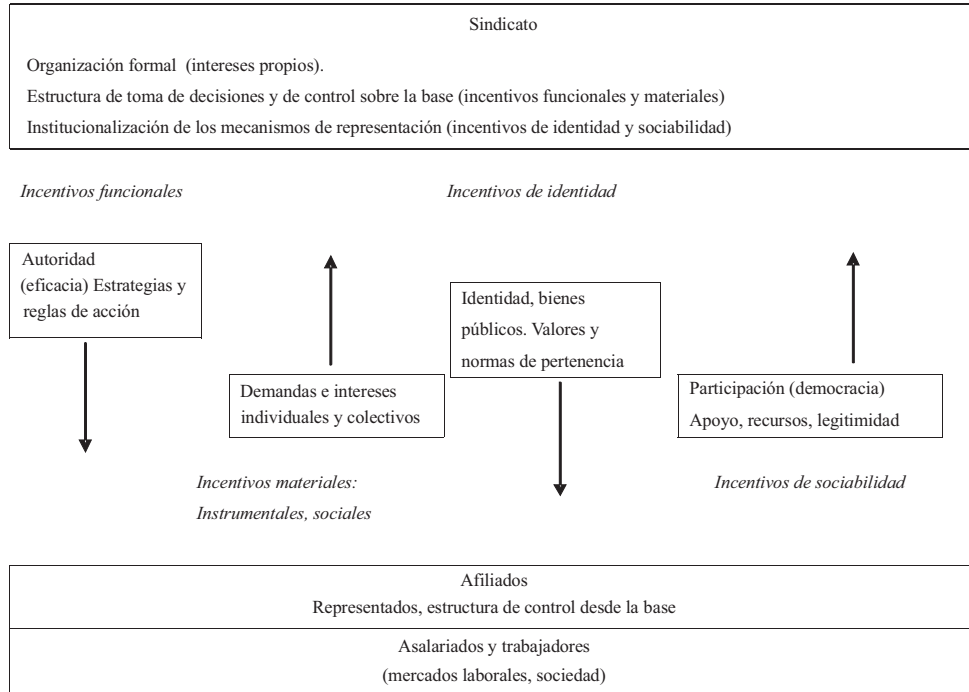 Sindicato
Organización formal  (intereses propios).
Estructura de toma de decisiones y de control sobre la base (incentivos funcionales y materiales)
Institucionalización de los mecanismos de representación (incentivos de identidad y sociabilidad)
Incentivos funcionales
Incentivos de identidad
Autoridad
(eficacia) Estrategias y
reglas de acción
Identidad, bienes
públicos. Valores y
normas de pertenencia
Demandas e intereses
individuales y colectivos
Participación (democracia)
Apoyo, recursos, legitimidad
Incentivos materiales:
Instrumentales, sociales
Incentivos de sociabilidad
Afiliados
Representados, estructura de control desde la base
Asalariados y trabajadores
(mercados laborales, sociedad)